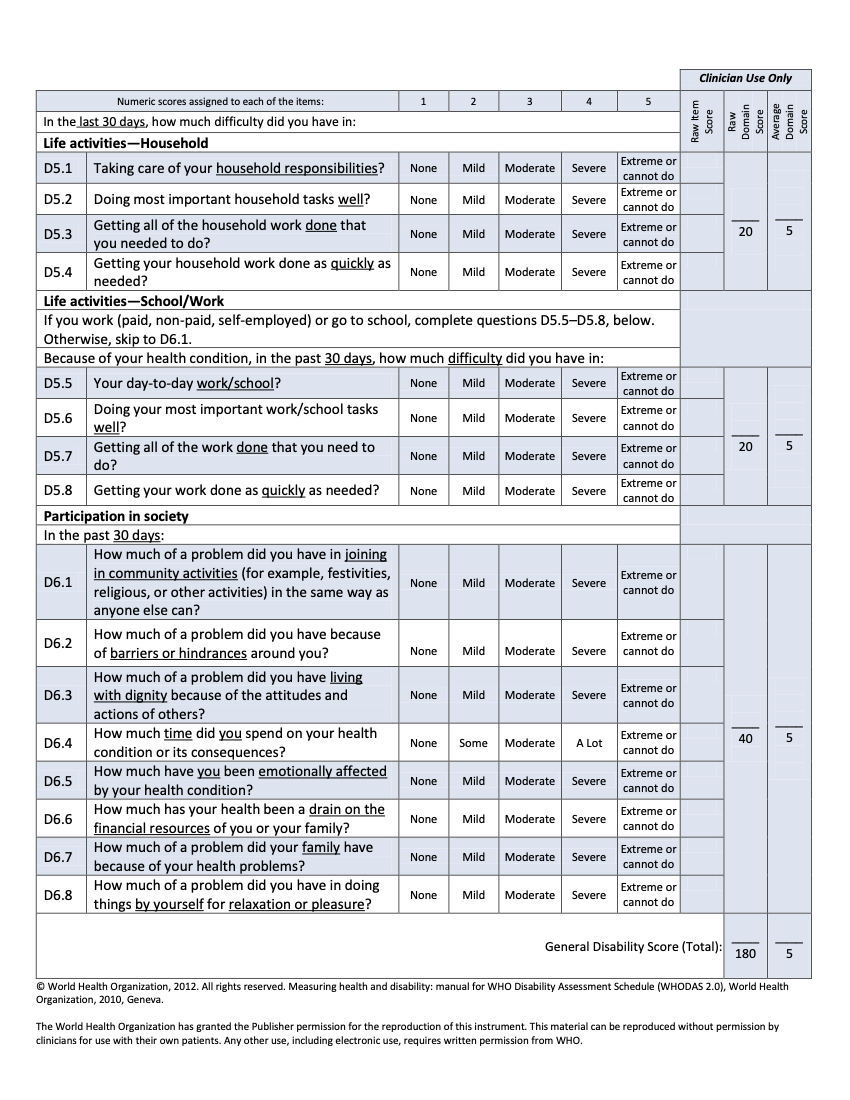 Clinician Use Only
Numeric scores assigned to each of the items: 1 2 3 4 5
Raw Item Score
Raw Domain Score
Average Domain Score
In the last 30 days, how much difficulty did you have in:
Life activities—Household
D5.1 Taking care of your household responsibilities? None Mild Moderate Severe Extreme or cannot do
D5.2 Doing most important household tasks well? None Mild Moderate Severe Extreme or cannot do
D5.3 Getting all of the household work done that
you needed to do? None Mild Moderate Severe Extreme or cannot do
D5.4 Getting your household work done as quickly as
needed? None Mild Moderate Severe Extreme or cannot do
____ 20 ____ 5
Life activities—School/Work
If you work (paid, non-paid, self-employed) or go to school, complete questions D5.5–D5.8, below.
Otherwise, skip to D6.1.
Because of your health condition, in the past 30 days, how much difficulty did you have in:
D5.5 Your day-to-day work/school? None Mild Moderate Severe Extreme or cannot do
D5.6 Doing your most important work/school tasks
well? None Mild Moderate Severe Extreme or cannot do
D5.7 Getting all of the work done that you need to
do? None Mild Moderate Severe Extreme or cannot do
D5.8 Getting your work done as quickly as needed? None Mild Moderate Severe Extreme or cannot do
____ 20 ____ 5
Participation in society
In the past 30 days:
D6.1 How much of a problem did you have in joining
in community activities (for example, festivities,
religious, or other activities) in the same way as
anyone else can? None Mild Moderate Severe Extreme or cannot do
D6.2 How much of a problem did you have because
of barriers or hindrances around you? None Mild Moderate Severe Extreme or cannot do
D6.3 How much of a problem did you have living
with dignity because of the attitudes and
actions of others? None Mild Moderate Severe Extreme or cannot do
D6.4 How much time did you spend on your health
condition or its consequences? None Some Moderate A Lot Extreme or cannot do
D6.5 How much have you been emotionally affected
by your health condition? None Mild Moderate Severe Extreme or cannot do
D6.6 How much has your health been a drain on the
financial resources of you or your family? None Mild Moderate Severe Extreme or cannot do
D6.7 How much of a problem did your family have
because of your health problems? None Mild Moderate Severe Extreme or cannot do
D6.8 How much of a problem did you have in doing
things by yourself for relaxation or pleasure? None Mild Moderate Severe Extreme or cannot do
____ 40 ____ 5
General Disability Score (Total): ____ 180 ____ 5
© World Health Organization, 2012. All rights reserved. Measuring health and disability: manual for WHO Disability Assessment Schedule (WHODAS 2.0), World Health
Organization, 2010, Geneva.
The World Health Organization has granted the Publisher permission for the reproduction of this instrument. This material can be reproduced without permission by
clinicians for use with their own patients. Any other use, including electronic use, requires written permission from WHO.